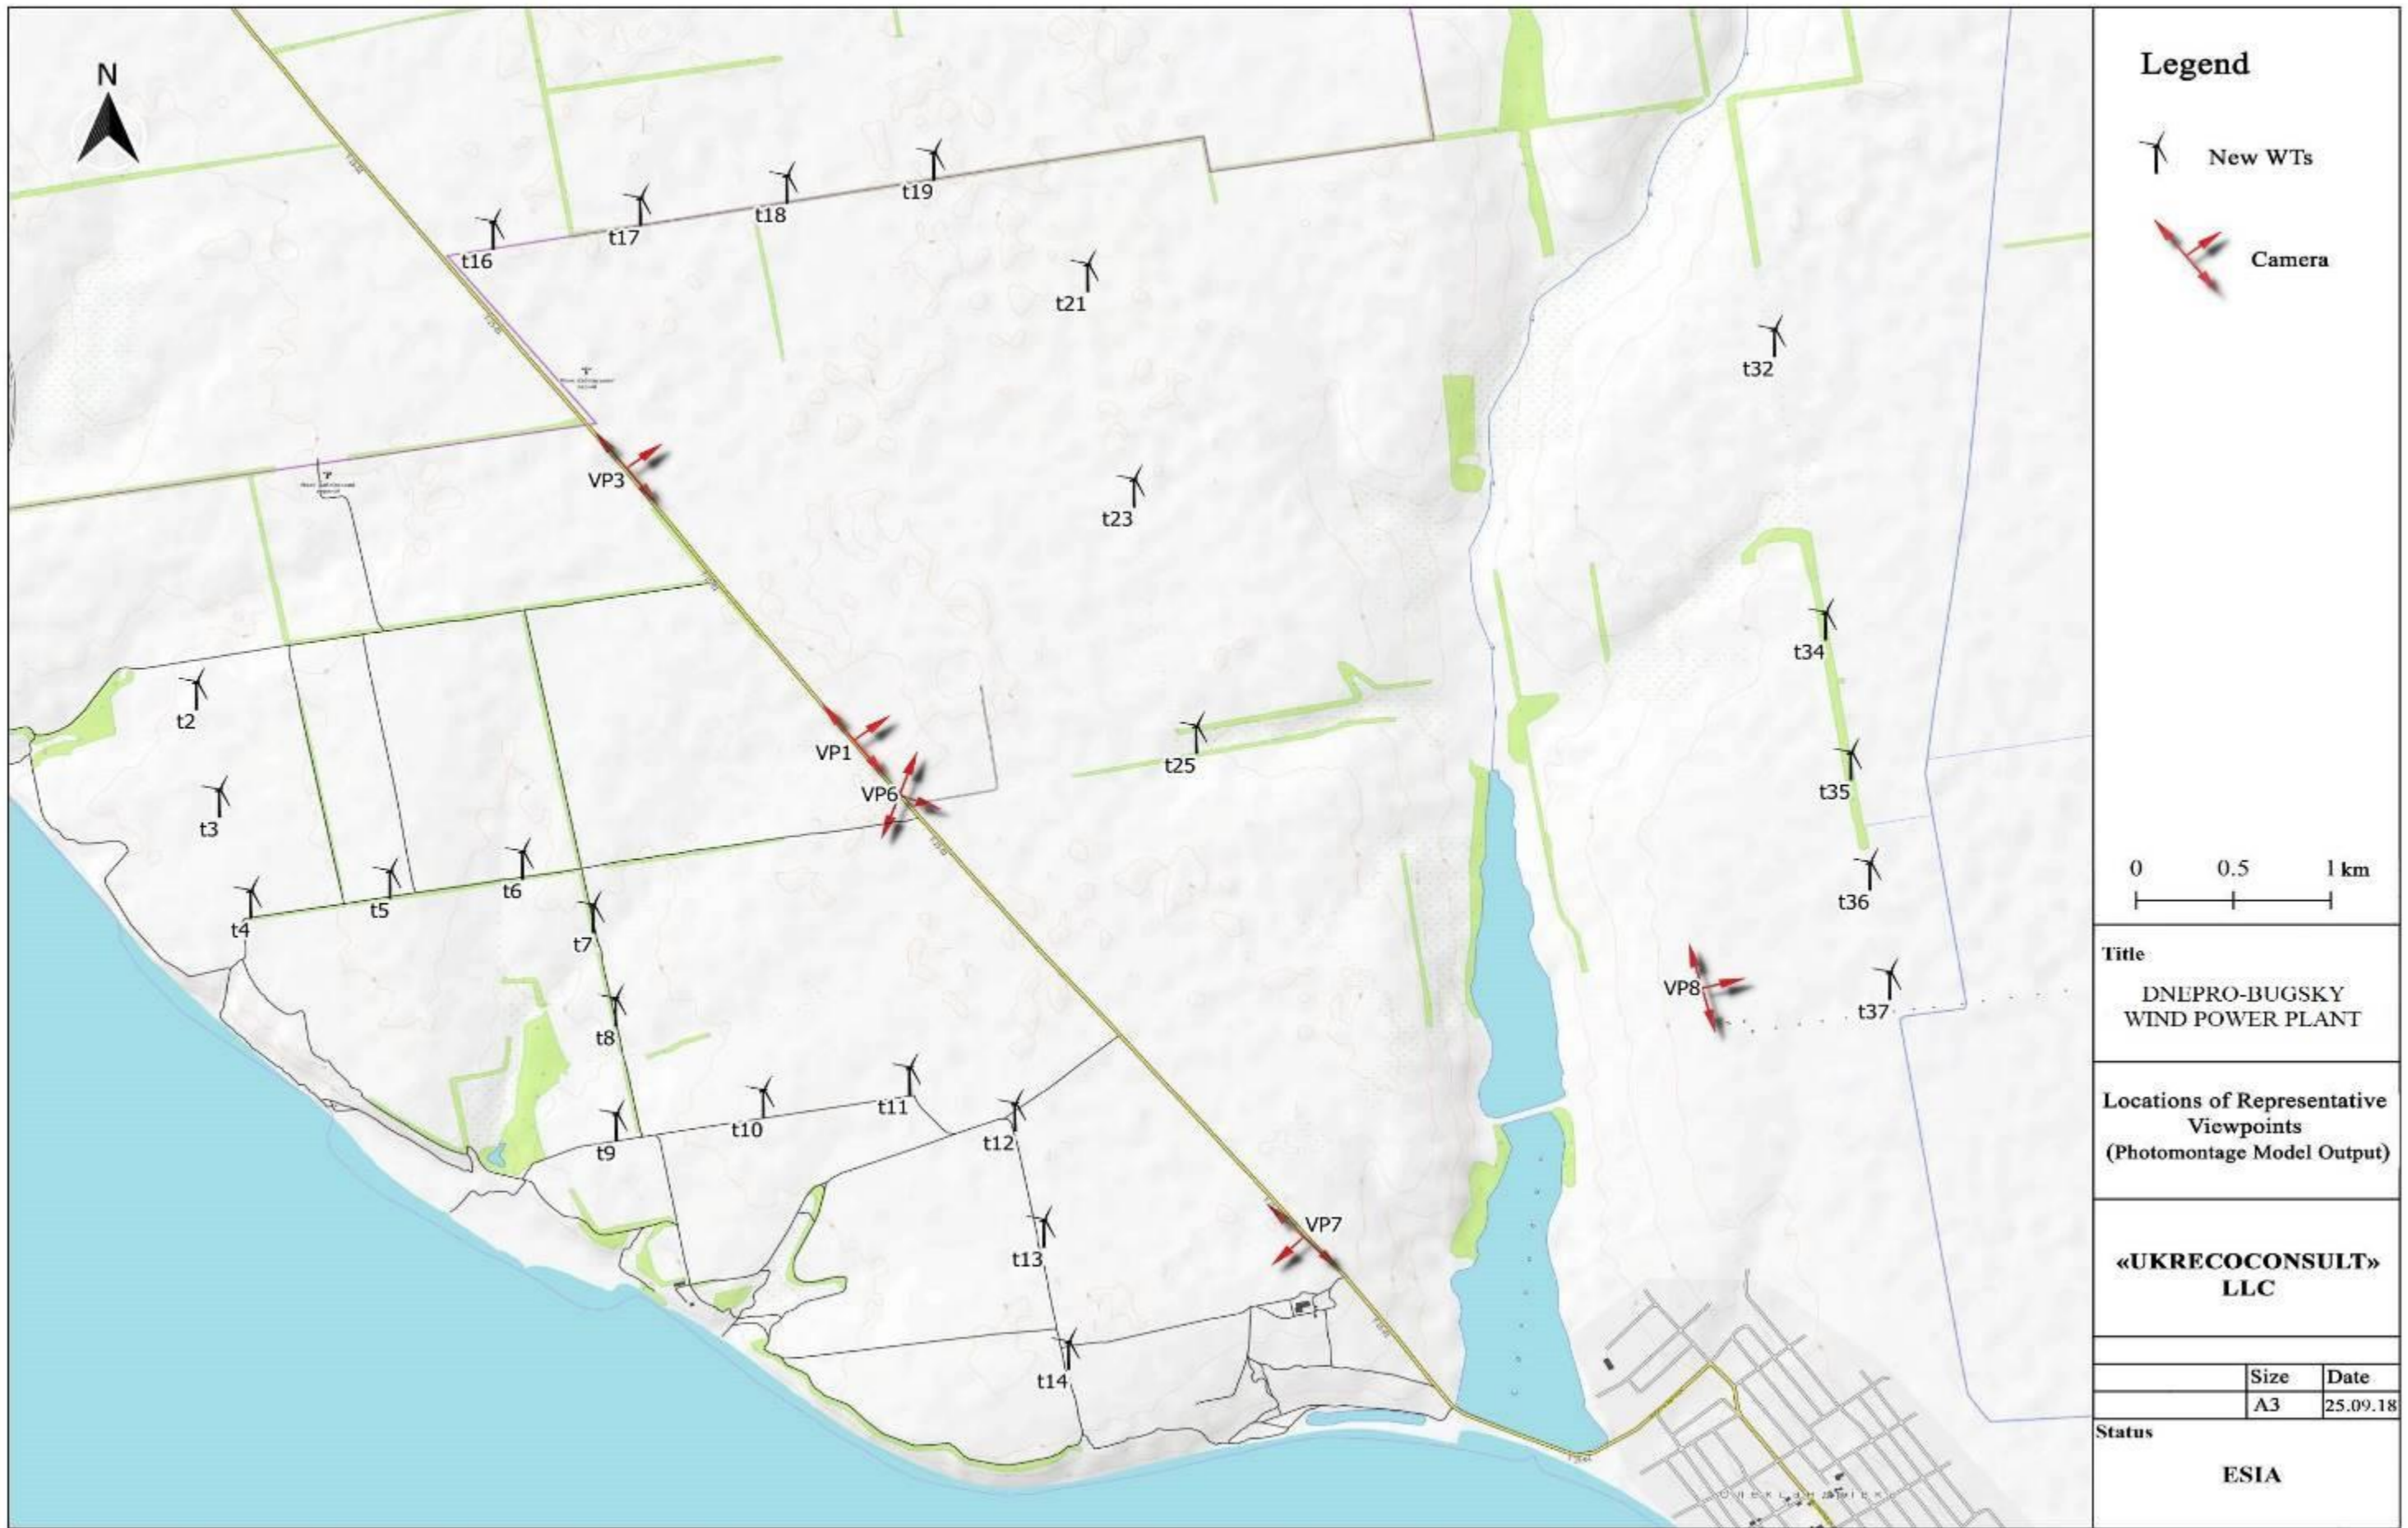 N
t19
t18
t17
t16
t21
t32
VP3
t23
t34
t2
VP1
t25
VP6
t35
t3
t6
t5
t36
t4
t7
VP8
t37
t8
t11
t10
t12
t9
VP7
t13
t14
Legend
New WTs
Camera
0 0.5 1 km
Title
DNEPRO-BUGSKY
WIND POWER PLANT
Locations of Representative
Viewpoints
(Photomontage Model Output)
«UKRECOCONSULT»
LLC
Size Date
A3 25.09.18
Status
ESIA